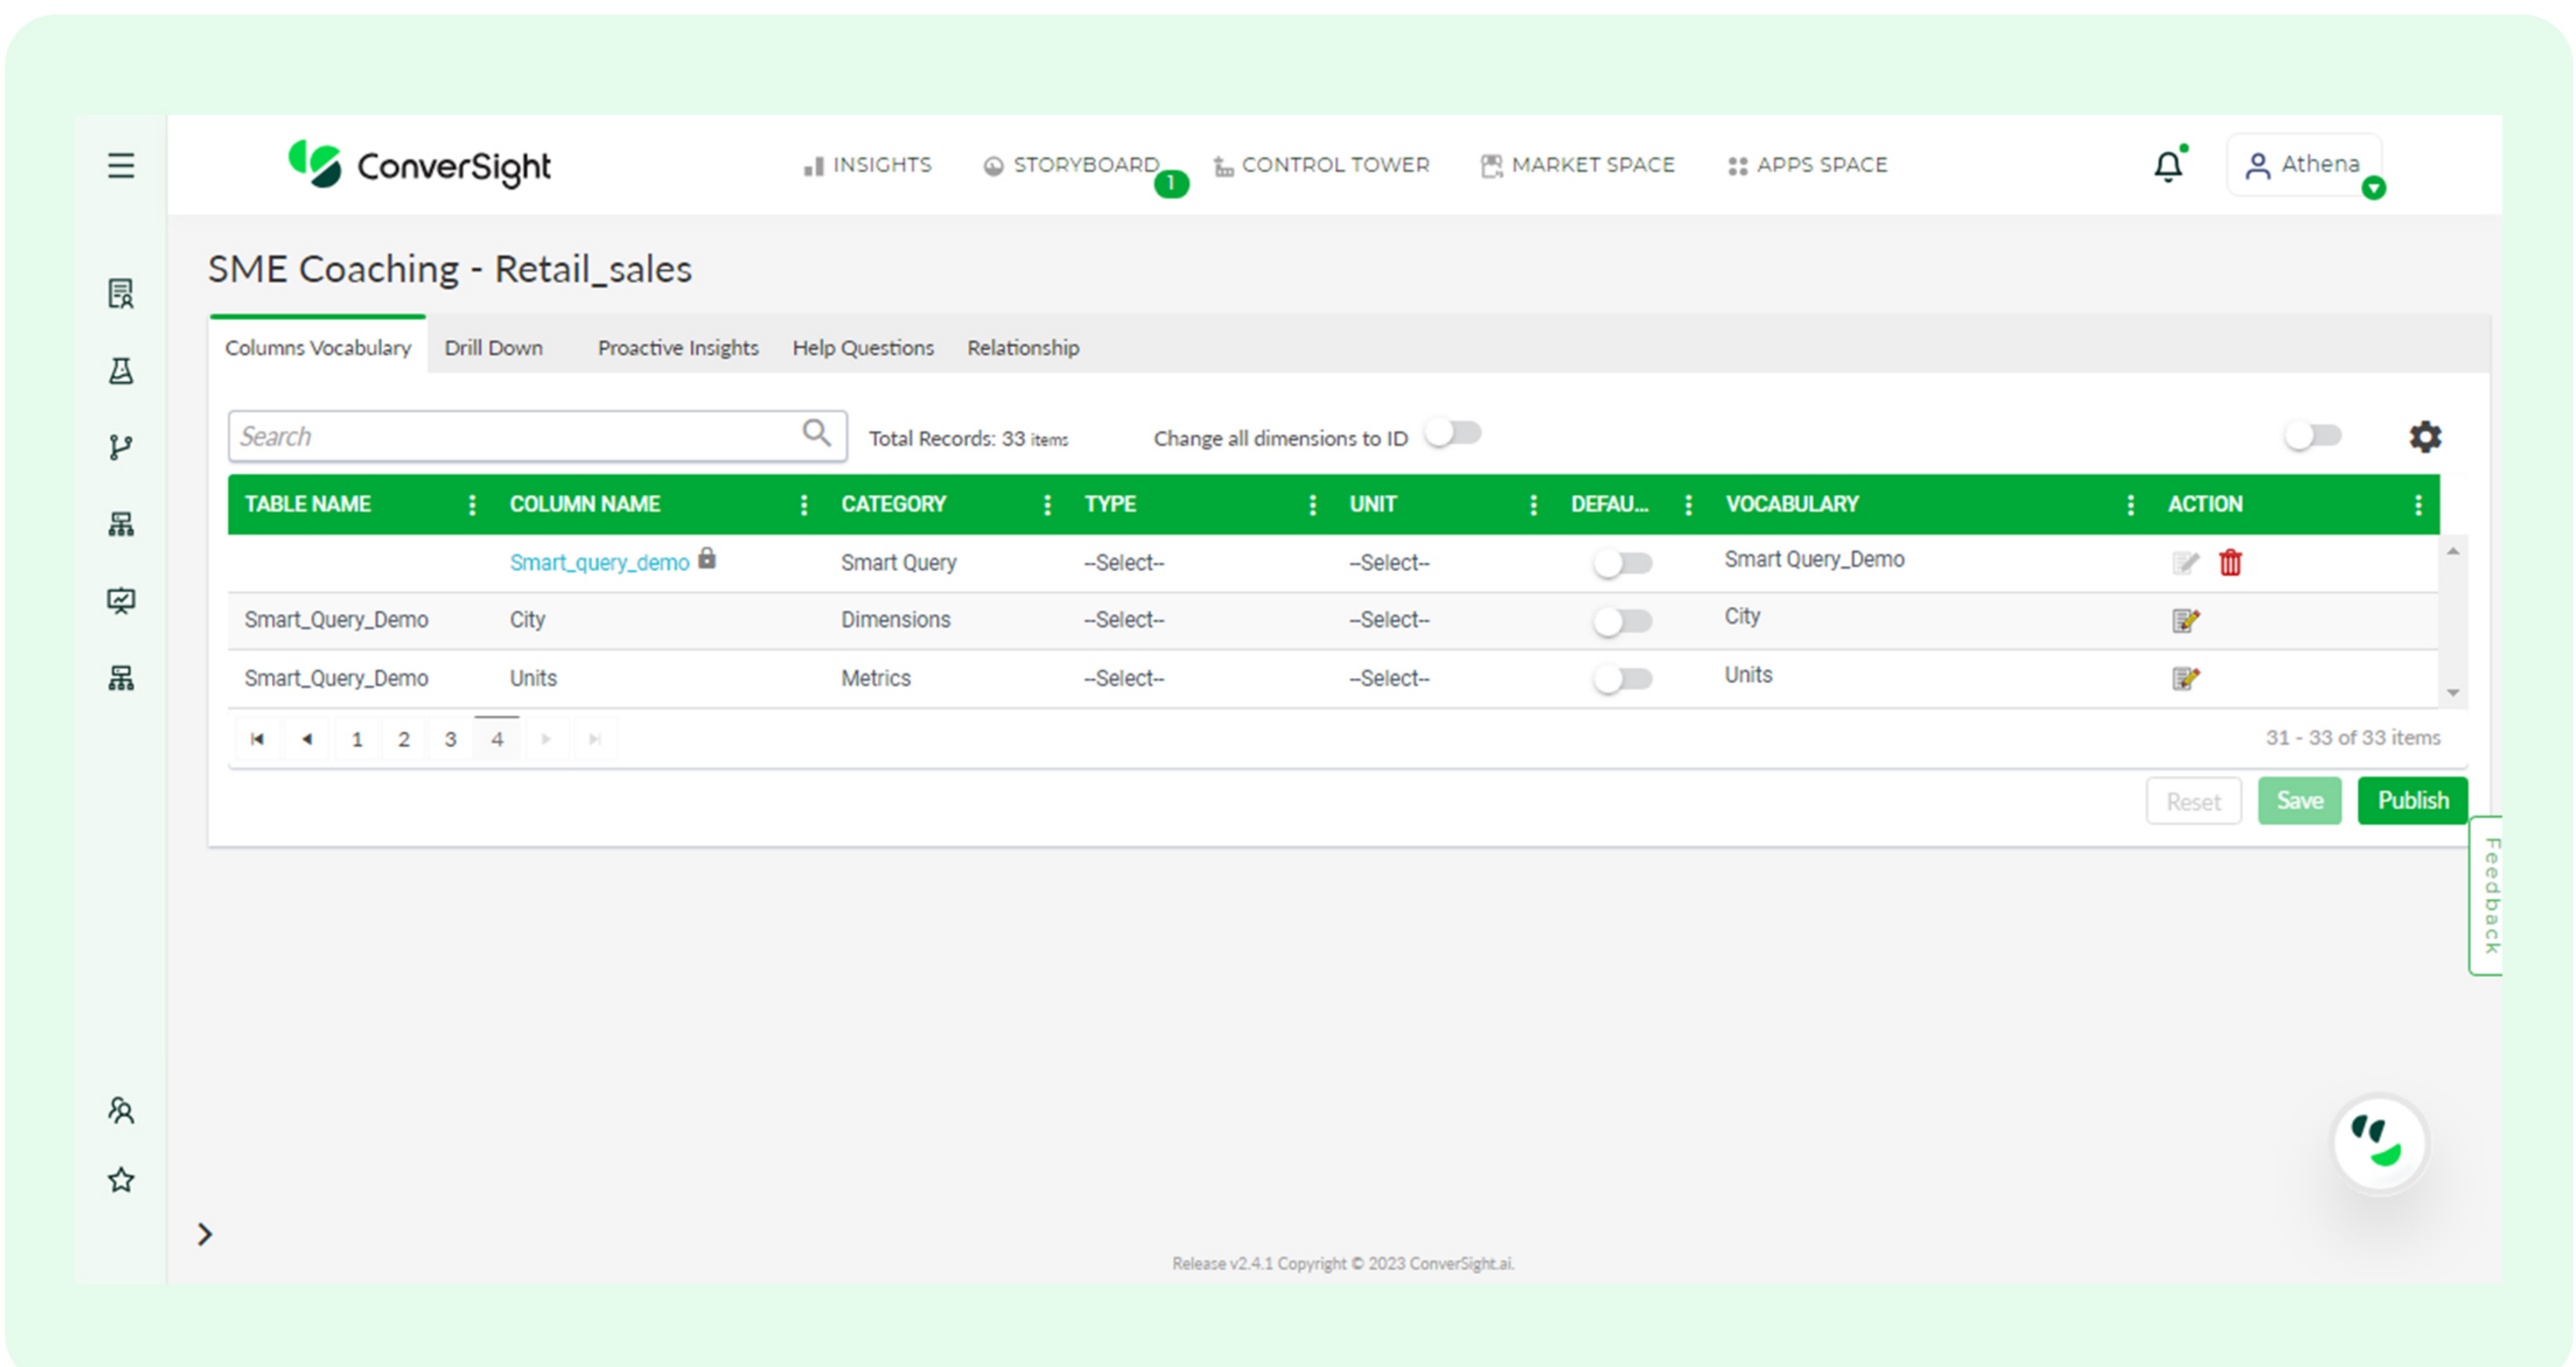 ConverSight INSIGHTS STORYBOARD 1 CONTROL TOWER MARKET SPACE APPS SPACE Athena
SME Coaching - Retail_sales
Columns Vocabulary Drill Down Proactive Insights Help Questions Relationship
Search Total Records: 33 items Change all dimensions to ID
TABLE NAME COLUMN NAME CATEGORY TYPE UNIT DEFAU... VOCABULARY ACTION
Smart_query_demo Smart Query --Select-- --Select-- Smart Query_Demo
Smart_Query_Demo City Dimensions --Select-- --Select-- City
Smart_Query_Demo Units Metrics --Select-- --Select-- Units
1 2 3 4 31 - 33 of 33 items
Reset Save Publish
Feedback
Release v2.4.1 Copyright © 2023 ConverSight.ai.